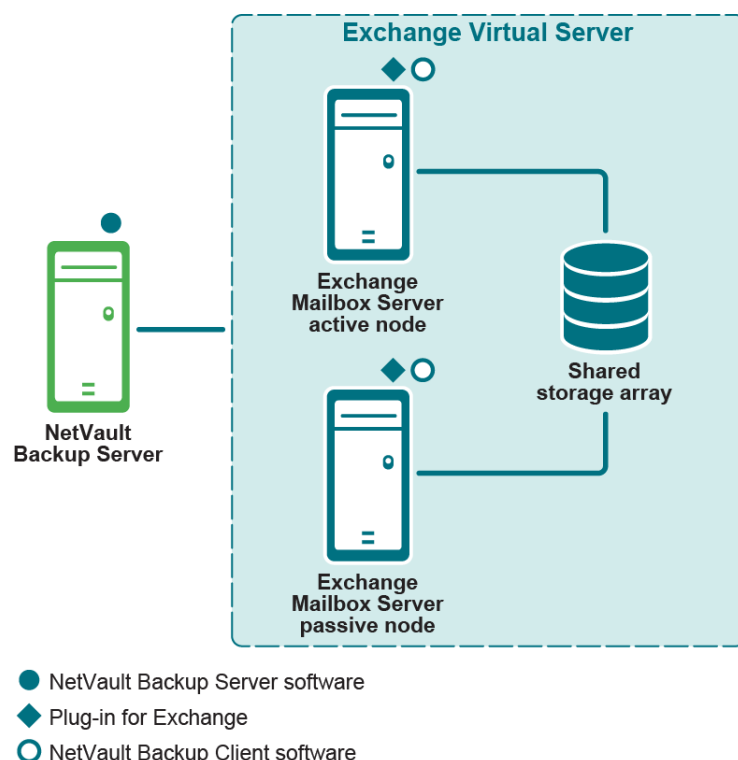 Exchange Virtual Server
Exchange
Mailbox Server
active node
NetVault
Backup Server
Shared
storage array
Exchange
Mailbox Server
passive node
NetVault Backup Server software
Plug-in for Exchange
NetVault Backup Client software